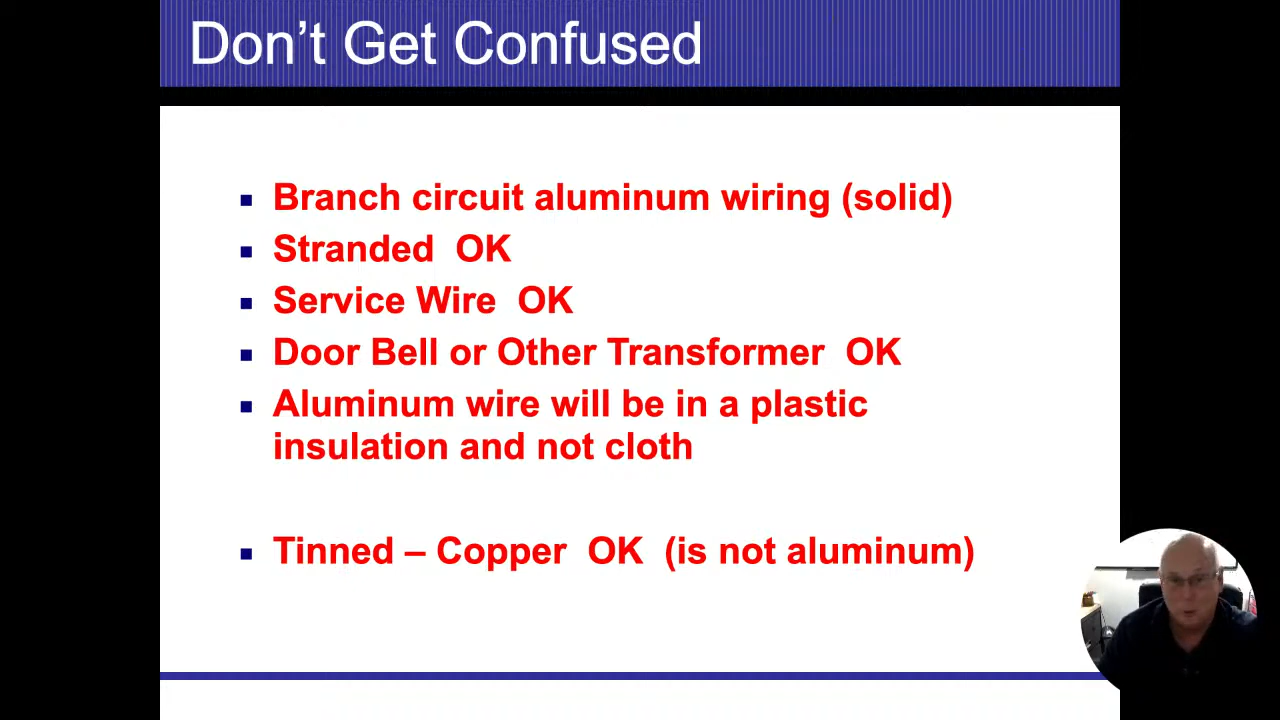 Don't Get Confused
Branch circuit aluminum wiring (solid)
Stranded  OK
Service Wire  OK
Door Bell or Other Transformer  OK
Aluminum wire will be in a plastic
insulation and not cloth
Tinned – Copper  OK  (is not aluminum)